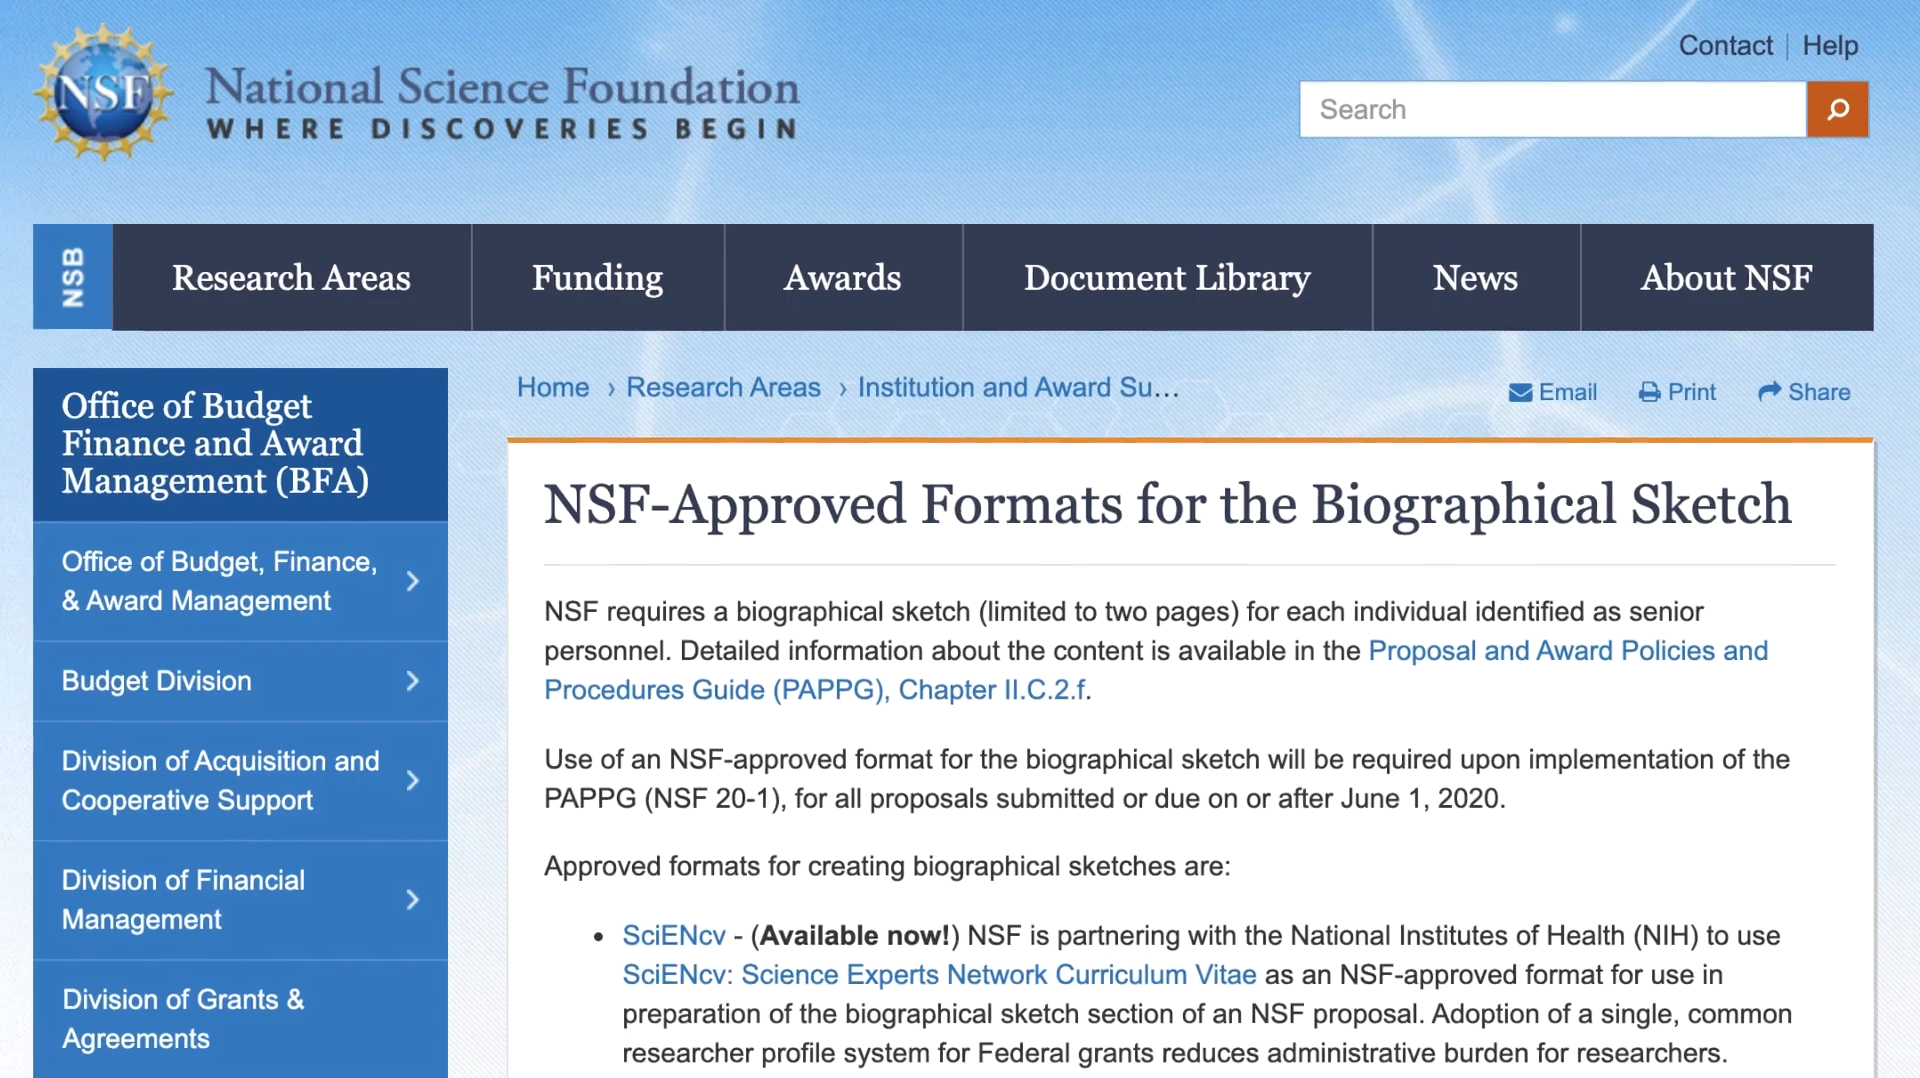 Contact | Help
NSF
National Science Foundation
WHERE DISCOVERIES BEGIN
Search
NSB
Research Areas
Funding
Awards
Document Library
News
About NSF
Office of Budget
Finance and Award
Management (BFA)
Office of Budget, Finance,
& Award Management
Budget Division
Division of Acquisition and
Cooperative Support
Division of Financial
Management
Division of Grants &
Agreements
Home › Research Areas › Institution and Award Su...
Email
Print
Share
NSF-Approved Formats for the Biographical Sketch
NSF requires a biographical sketch (limited to two pages) for each individual identified as senior
personnel. Detailed information about the content is available in the Proposal and Award Policies and
Procedures Guide (PAPPG), Chapter II.C.2.f.
Use of an NSF-approved format for the biographical sketch will be required upon implementation of the
PAPPG (NSF 20-1), for all proposals submitted or due on or after June 1, 2020.
Approved formats for creating biographical sketches are:
• SciENcv - (Available now!) NSF is partnering with the National Institutes of Health (NIH) to use
SciENcv: Science Experts Network Curriculum Vitae as an NSF-approved format for use in
preparation of the biographical sketch section of an NSF proposal. Adoption of a single, common
researcher profile system for Federal grants reduces administrative burden for researchers.